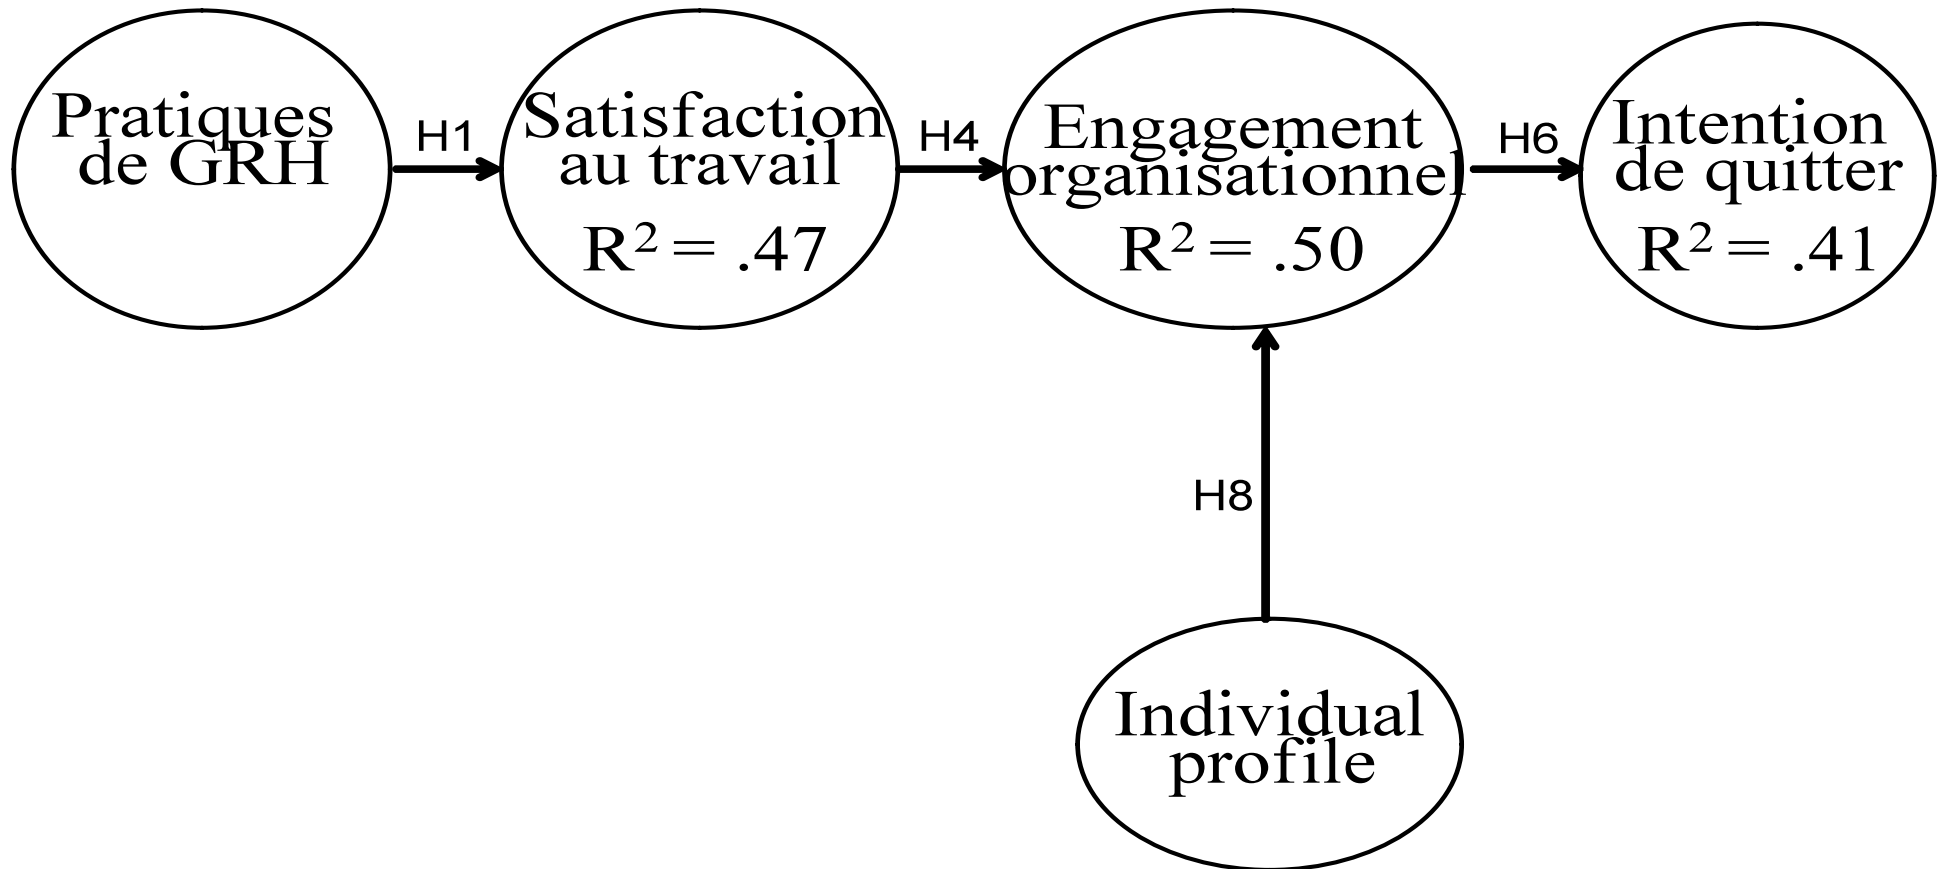 Pratiques
de GRH
H1
Satisfaction
au travail
R² = .47
H4
Engagement
organisationnel
R² = .50
H6
Intention
de quitter
R² = .41
H8
Individual
profile